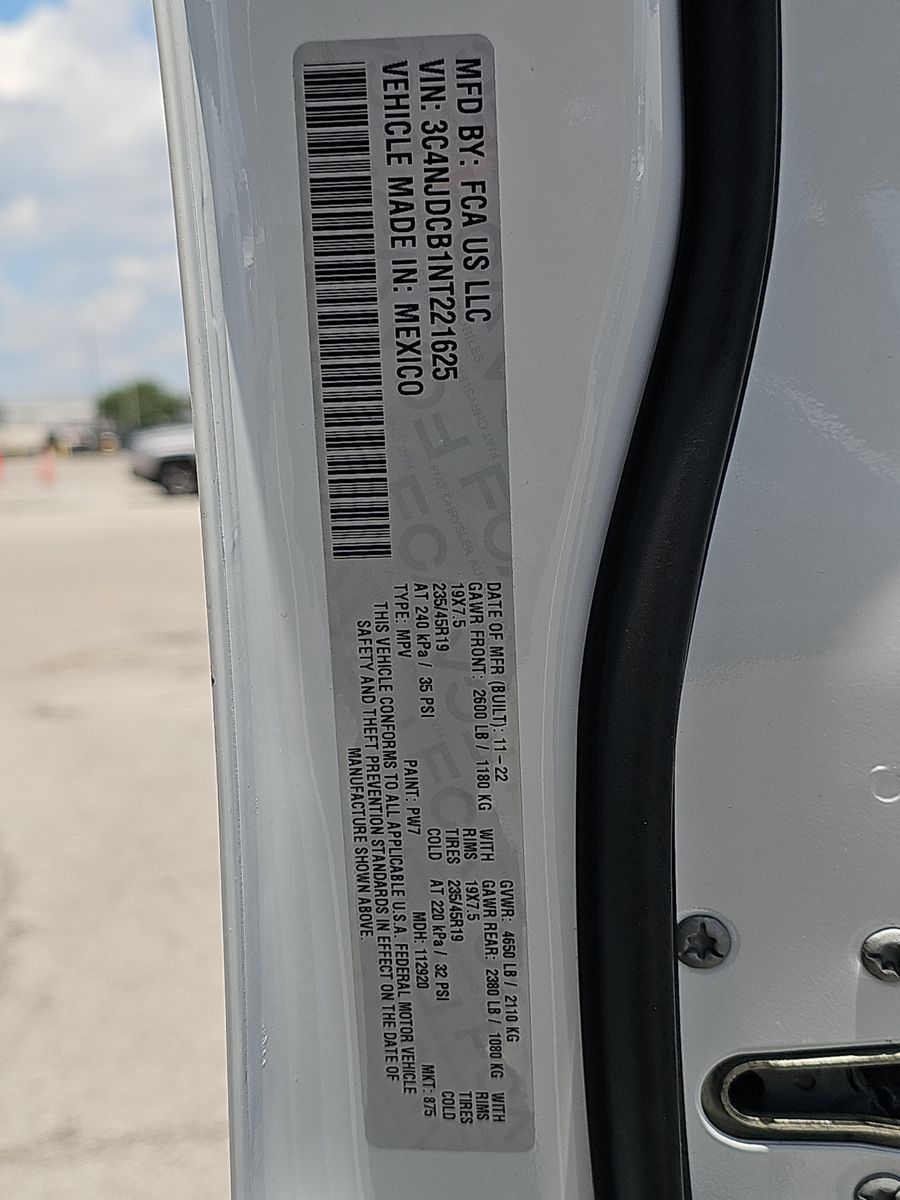 MFD BY: FCA US LLC
VIN: 3C4NJDCB1NT221625
VEHICLE MADE IN: MEXICO
DATE OF MFR (BUILT): 11-22 GVWR: 4650 LB / 2110 KG
GAWR FRONT: 2600 LB / 1180 KG WITH GAWR REAR: 2380 LB / 1080 KG WITH
19X7.5 RIMS 19X7.5 RIMS
235/45R19 TIRES 235/45R19 TIRES
AT 240 kPa / 35 PSI COLD AT 220 kPa / 32 PSI COLD
TYPE: MPV PAINT: PW7 MDH: 112920 MKT: 875
THIS VEHICLE CONFORMS TO ALL APPLICABLE U.S.A. FEDERAL MOTOR VEHICLE
SAFETY AND THEFT PREVENTION STANDARDS IN EFFECT ON THE DATE OF
MANUFACTURE SHOWN ABOVE.